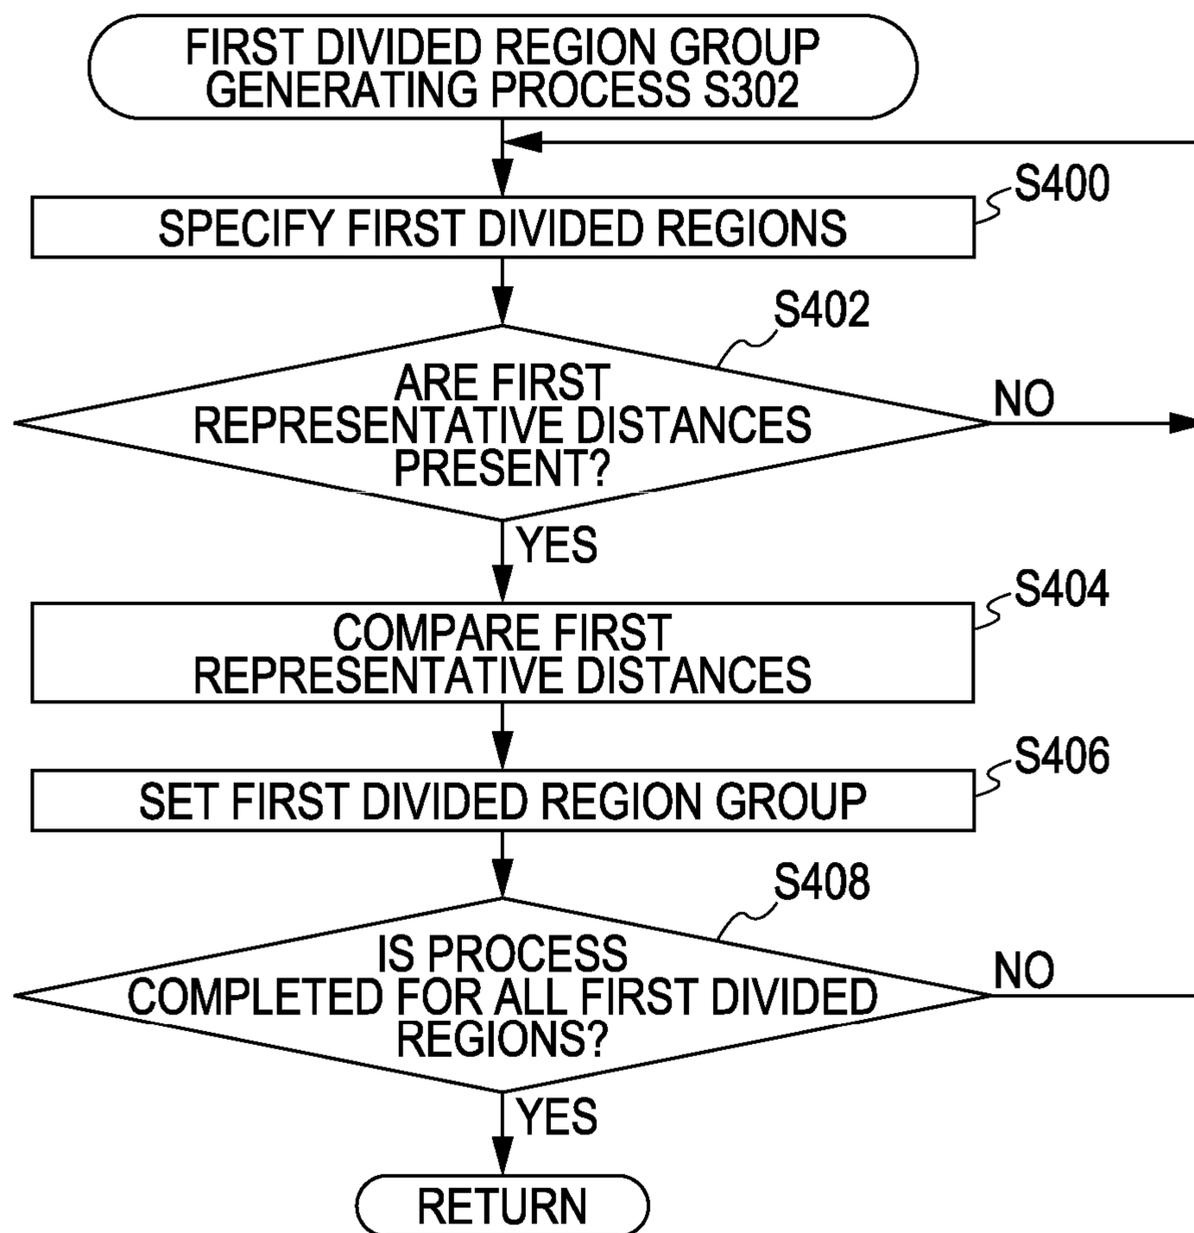 FIRST DIVIDED REGION GROUP
GENERATING PROCESS S302
S400
SPECIFY FIRST DIVIDED REGIONS
S402
ARE FIRST
REPRESENTATIVE DISTANCES
PRESENT?
NO
YES
S404
COMPARE FIRST
REPRESENTATIVE DISTANCES
S406
SET FIRST DIVIDED REGION GROUP
S408
IS PROCESS
COMPLETED FOR ALL FIRST DIVIDED
REGIONS?
NO
YES
RETURN